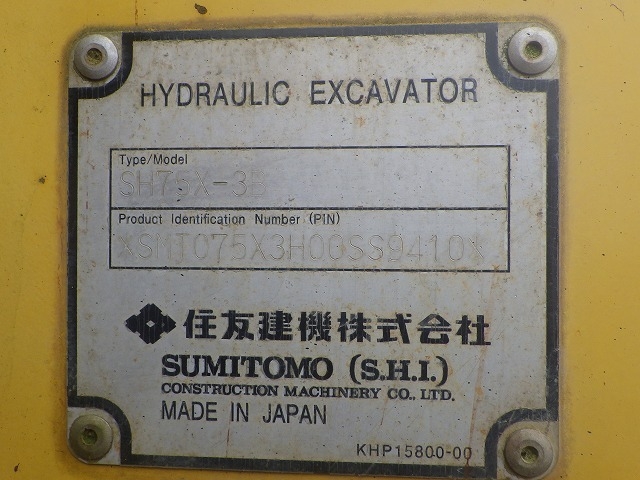 HYDRAULIC EXCAVATOR
Type/Model
SH75X-3B
Product Identification Number (PIN)
*SMT075X3H00SS9410*
住友建機株式会社
SUMITOMO (S.H.I.)
CONSTRUCTION MACHINERY CO., LTD.
MADE IN JAPAN
KHP15800-00